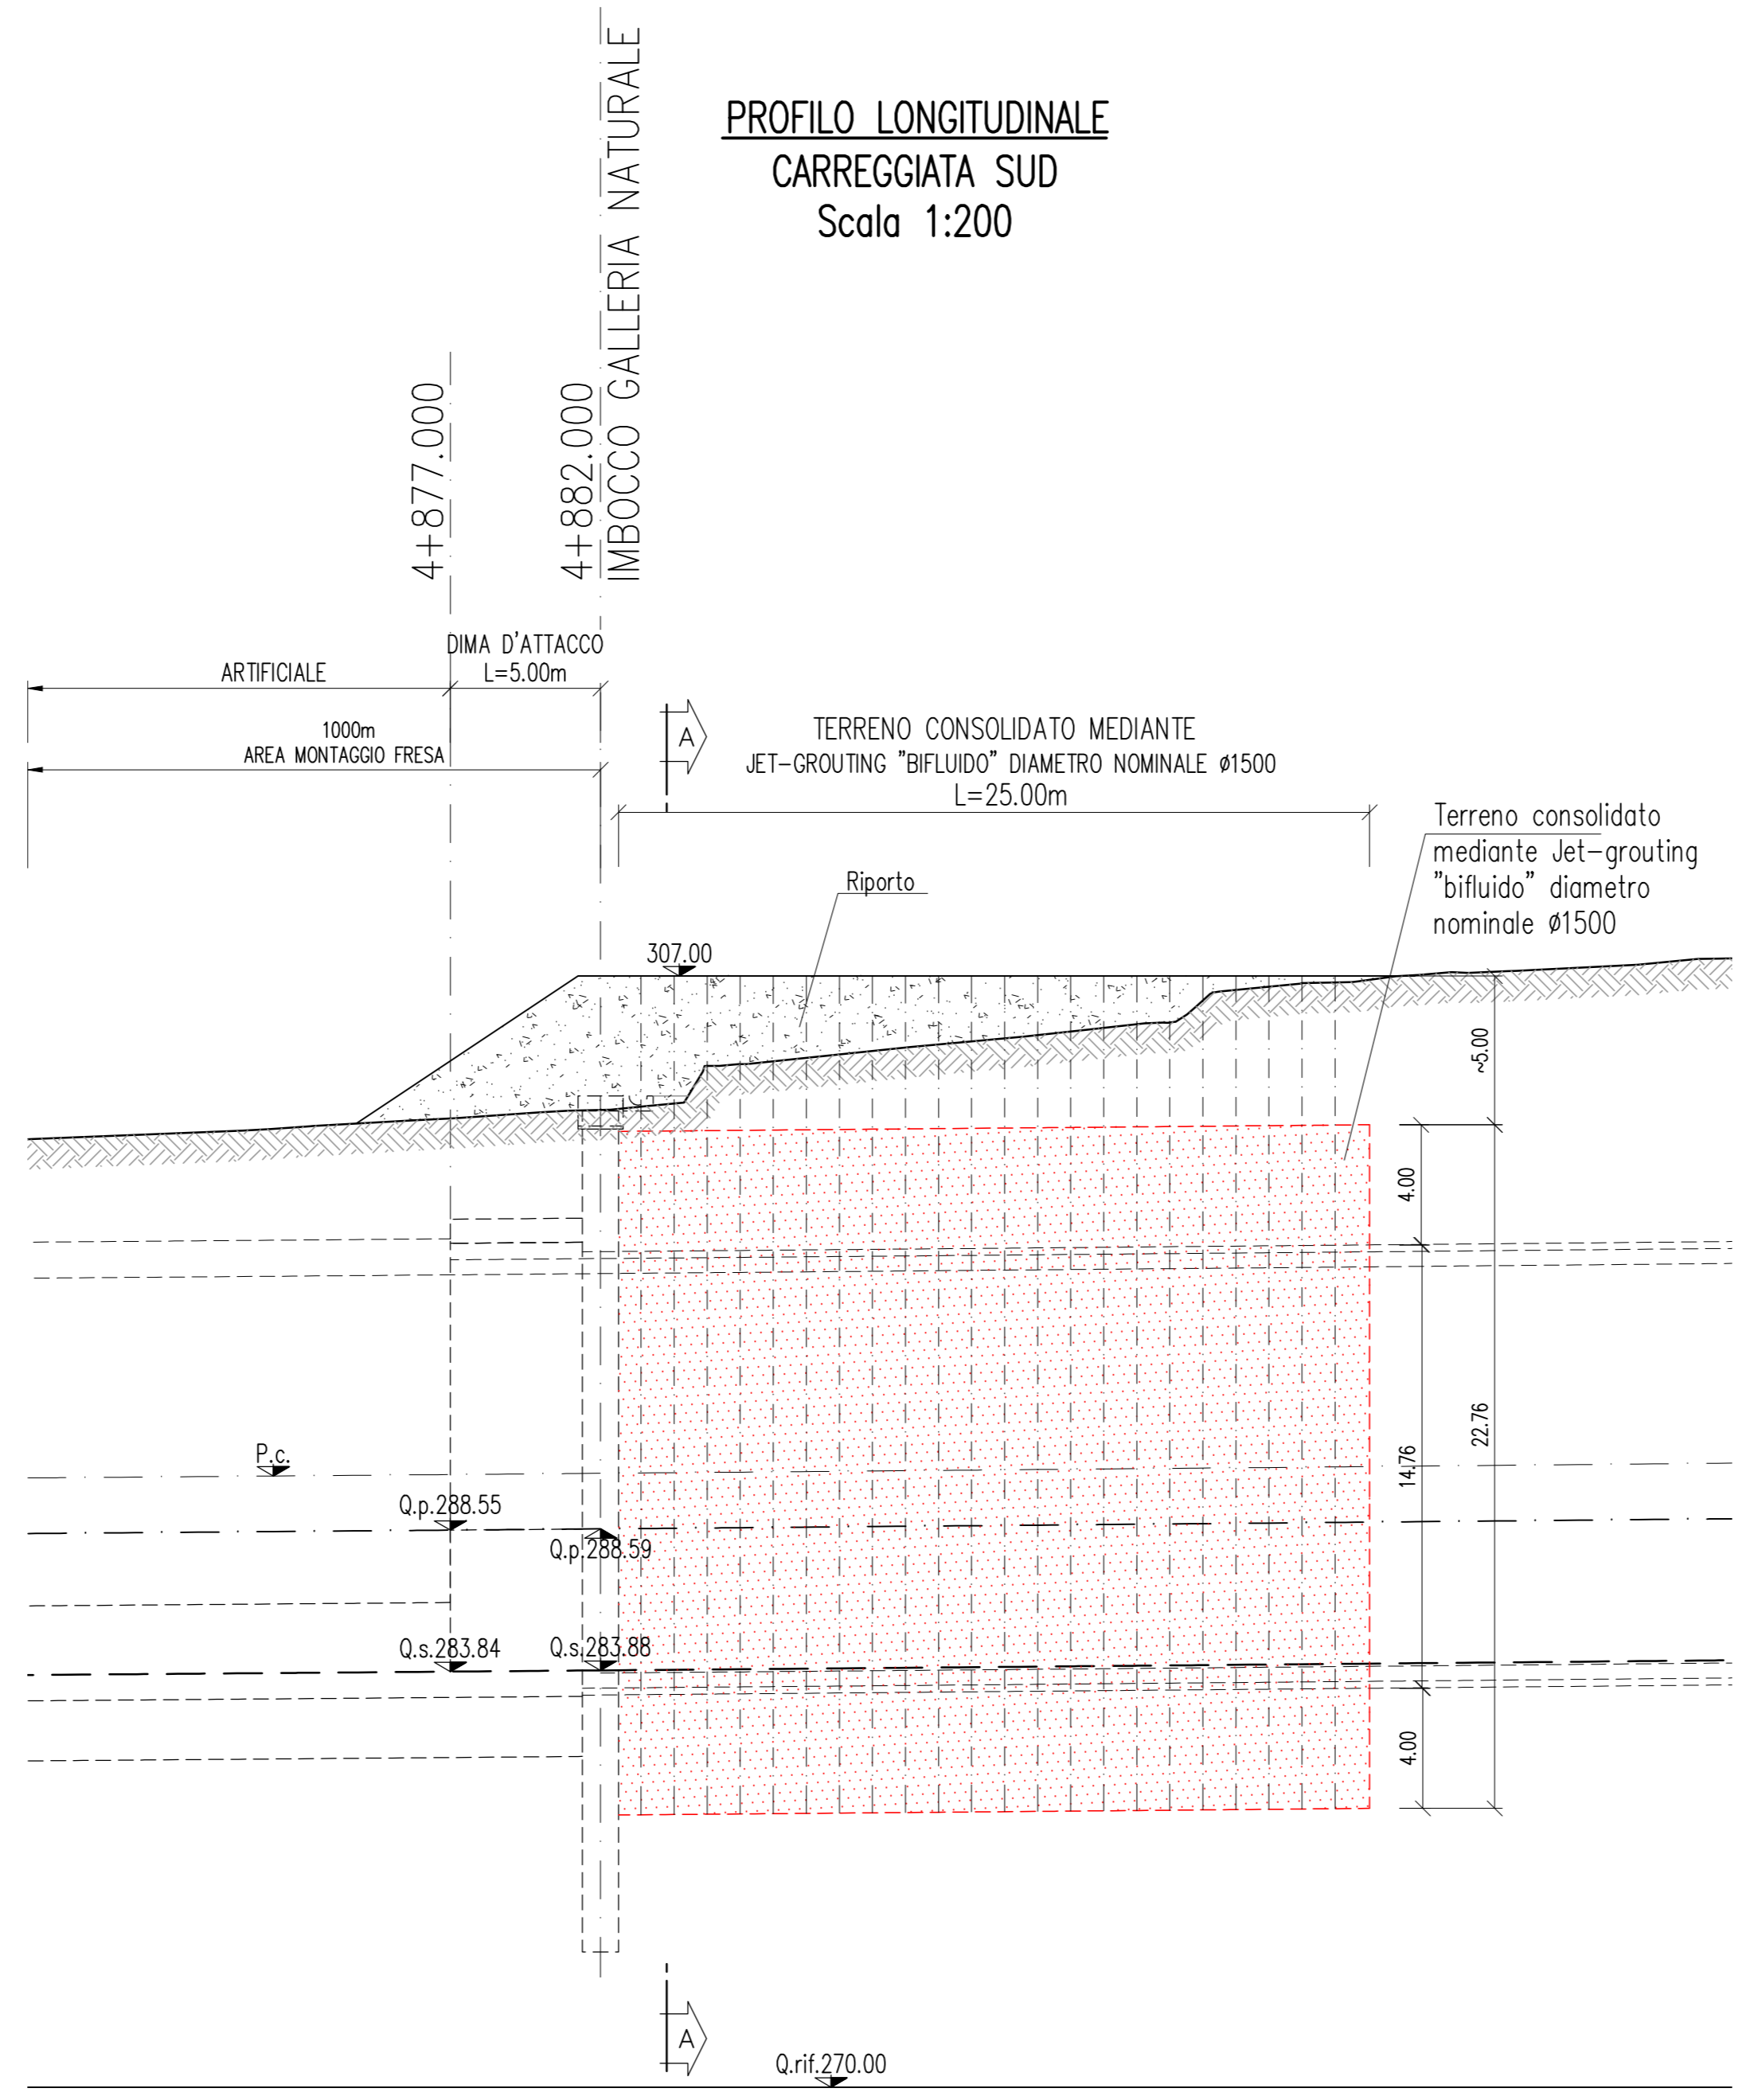 PROFILO LONGITUDINALE
CARREGGIATA SUD
Scala 1:200
4+877.000
4+882.000
IMBOCCO GALLERIA NATURALE
DIMA D'ATTACCO
L=5.00m
ARTIFICIALE
1000m
AREA MONTAGGIO FRESA
A
TERRENO CONSOLIDATO MEDIANTE
JET-GROUTING "BIFLUIDO" DIAMETRO NOMINALE ø1500
L=25.00m
Terreno consolidato
mediante Jet-grouting
"bifluido" diametro
nominale ø1500
Riporto
307.00
~5.00
4.00
14.76
22.76
4.00
P.c.
Q.p.288.55
Q.p.288.59
Q.s.283.84
Q.s.283.88
A
Q.rif.270.00